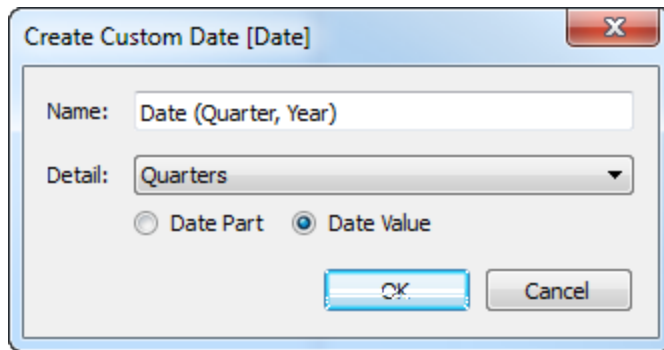 Create Custom Date [Date]
Name: Date (Quarter, Year)
Detail: Quarters
Date Part Date Value
OK Cancel